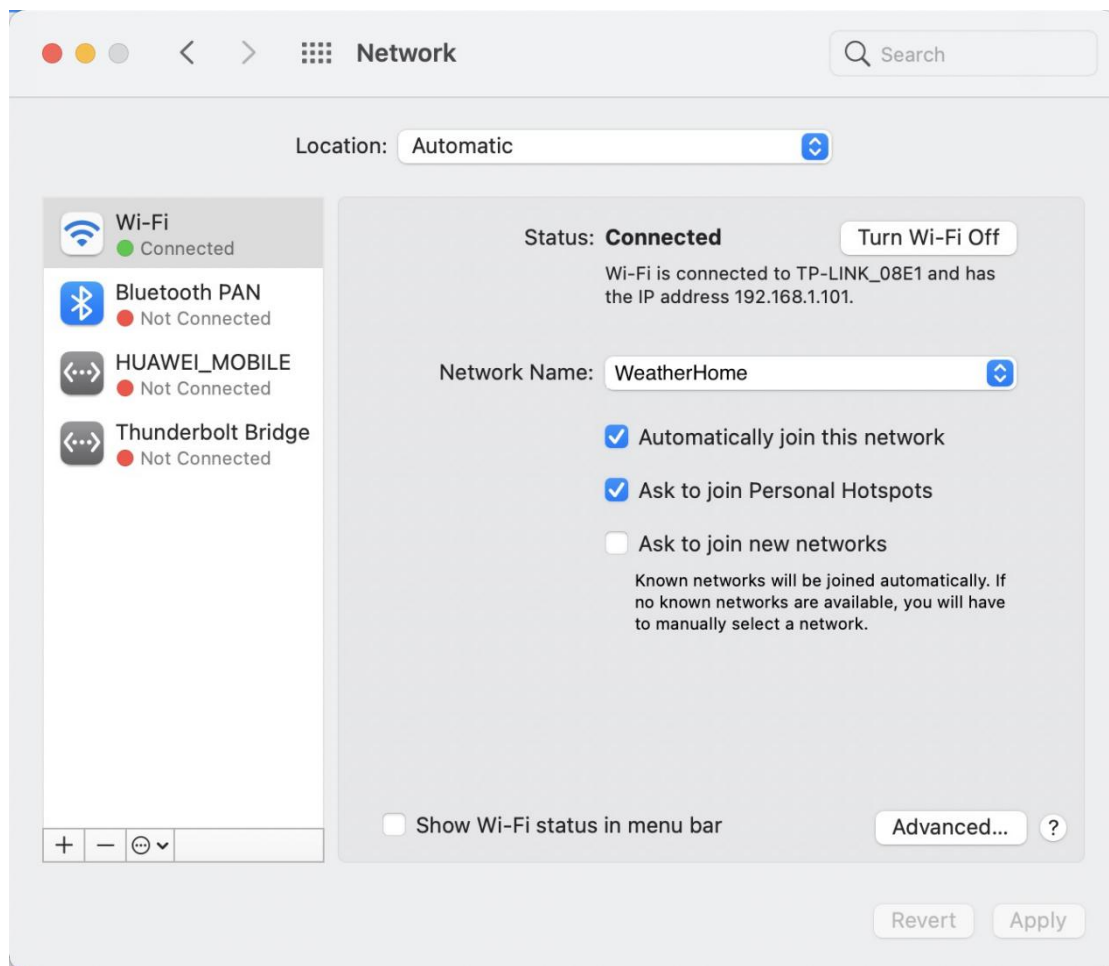 Network
Search
Location: Automatic
Wi-Fi
Connected
Bluetooth PAN
Not Connected
HUAWEI_MOBILE
Not Connected
Thunderbolt Bridge
Not Connected
Status: Connected
Turn Wi-Fi Off
Wi-Fi is connected to TP-LINK_08E1 and has
the IP address 192.168.1.101.
Network Name: WeatherHome
Automatically join this network
Ask to join Personal Hotspots
Ask to join new networks
Known networks will be joined automatically. If
no known networks are available, you will have
to manually select a network.
Show Wi-Fi status in menu bar
Advanced... ?
Revert
Apply